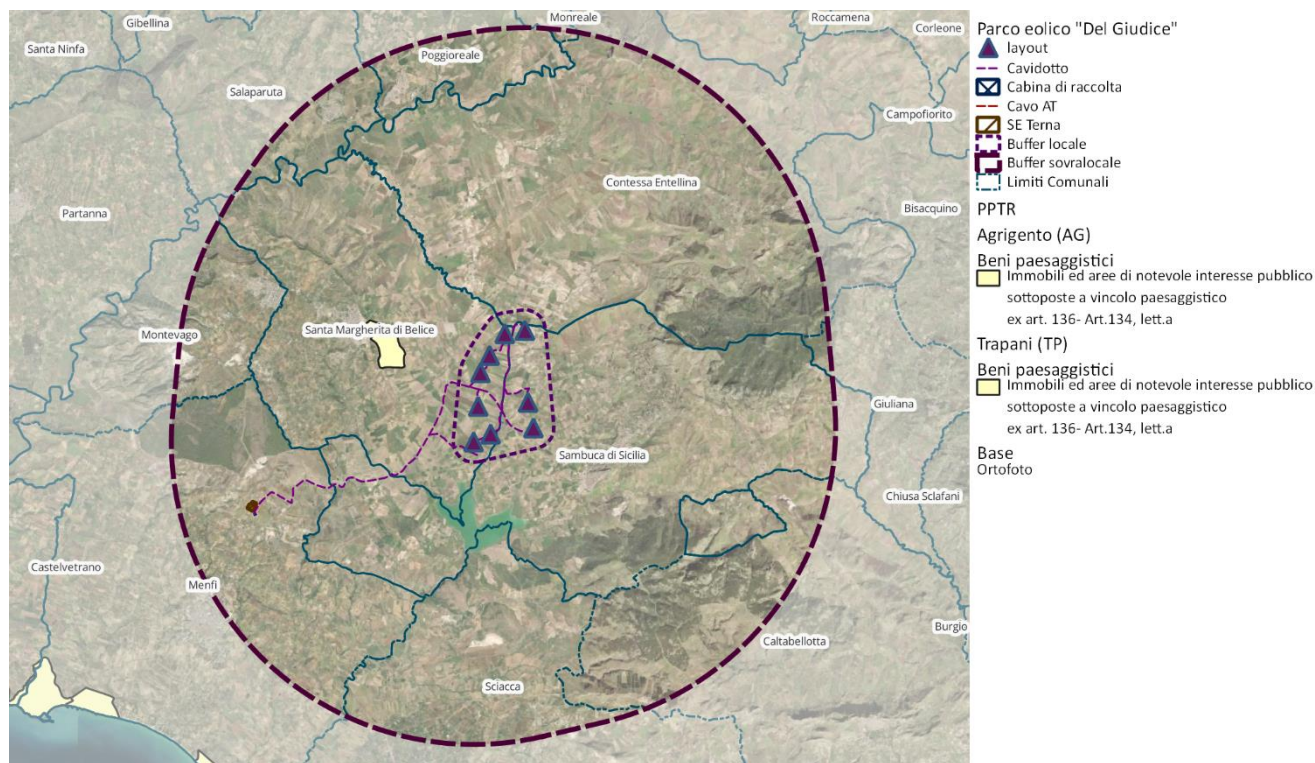 Gibellina
Monreale
Roccamena
Corleone
Santa Ninfa
Poggioreale
Salaparuta
Campofiorito
Contessa Entellina
Partanna
Bisacquino
Montevago
Santa Margherita di Belice
Giuliana
Sambuca di Sicilia
Chiusa Sclafani
Castelvetrano
Menfi
Burgio
Caltabellotta
Sciacca
Parco eolico "Del Giudice"
layout
Cavidotto
Cabina di raccolta
Cavo AT
SE Terna
Buffer locale
Buffer sovralocale
Limiti Comunali
PPTR
Agrigento (AG)
Beni paesaggistici
Immobili ed aree di notevole interesse pubblico
sottoposte a vincolo paesaggistico
ex art. 136- Art.134, lett.a
Trapani (TP)
Beni paesaggistici
Immobili ed aree di notevole interesse pubblico
sottoposte a vincolo paesaggistico
ex art. 136- Art.134, lett.a
Base
Ortofoto